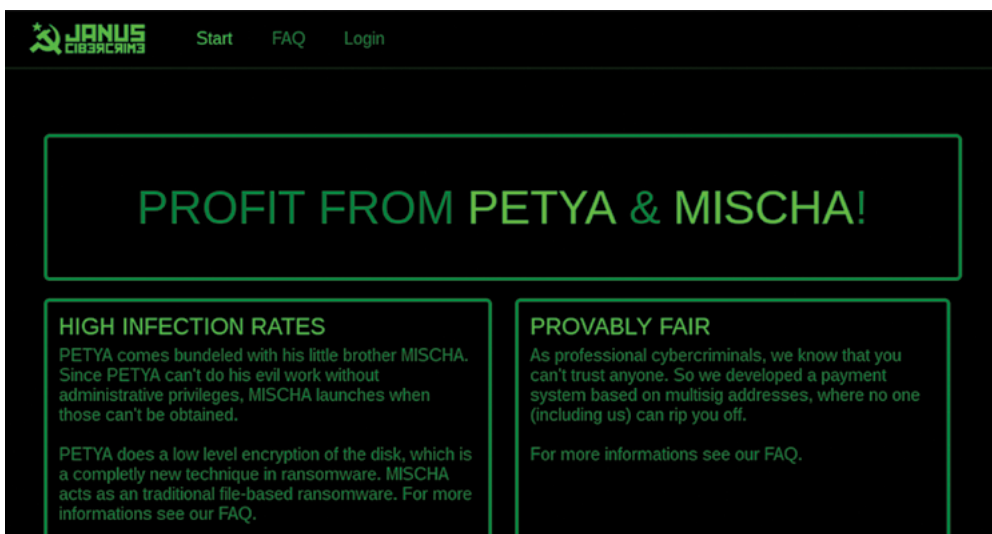 JANUS
CIBERCRIME
Start FAQ Login
PROFIT FROM PETYA & MISCHA!
HIGH INFECTION RATES
PETYA comes bundeled with his little brother MISCHA.
Since PETYA can't do his evil work without
administrative privileges, MISCHA launches when
those can't be obtained.
PETYA does a low level encryption of the disk, which is
a completly new technique in ransomware. MISCHA
acts as an traditional file-based ransomware. For more
informations see our FAQ.
PROVABLY FAIR
As professional cybercriminals, we know that you
can't trust anyone. So we developed a payment
system based on multisig addresses, where no one
(including us) can rip you off.
For more informations see our FAQ.